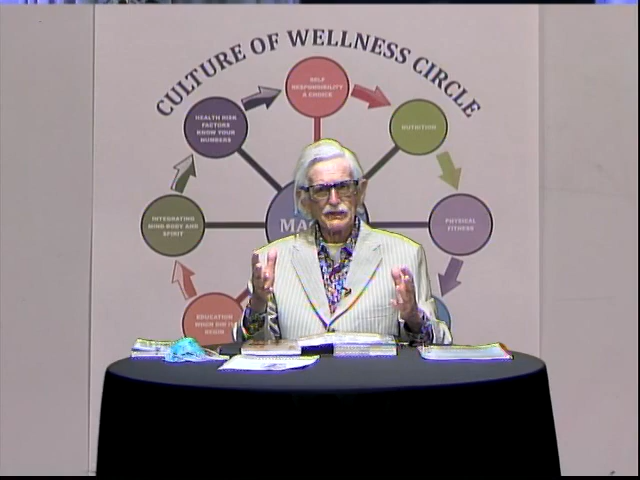 CULTURE OF WELLNESS CIRCLE
SELF
RESPONSIBILITY
A CHOICE
HEALTH RISK
FACTORS
KNOW YOUR
NUMBERS
NUTRITION
INTEGRATING
MIND BODY AND
SPIRIT
PHYSICAL
FITNESS
MA
EDUCATION